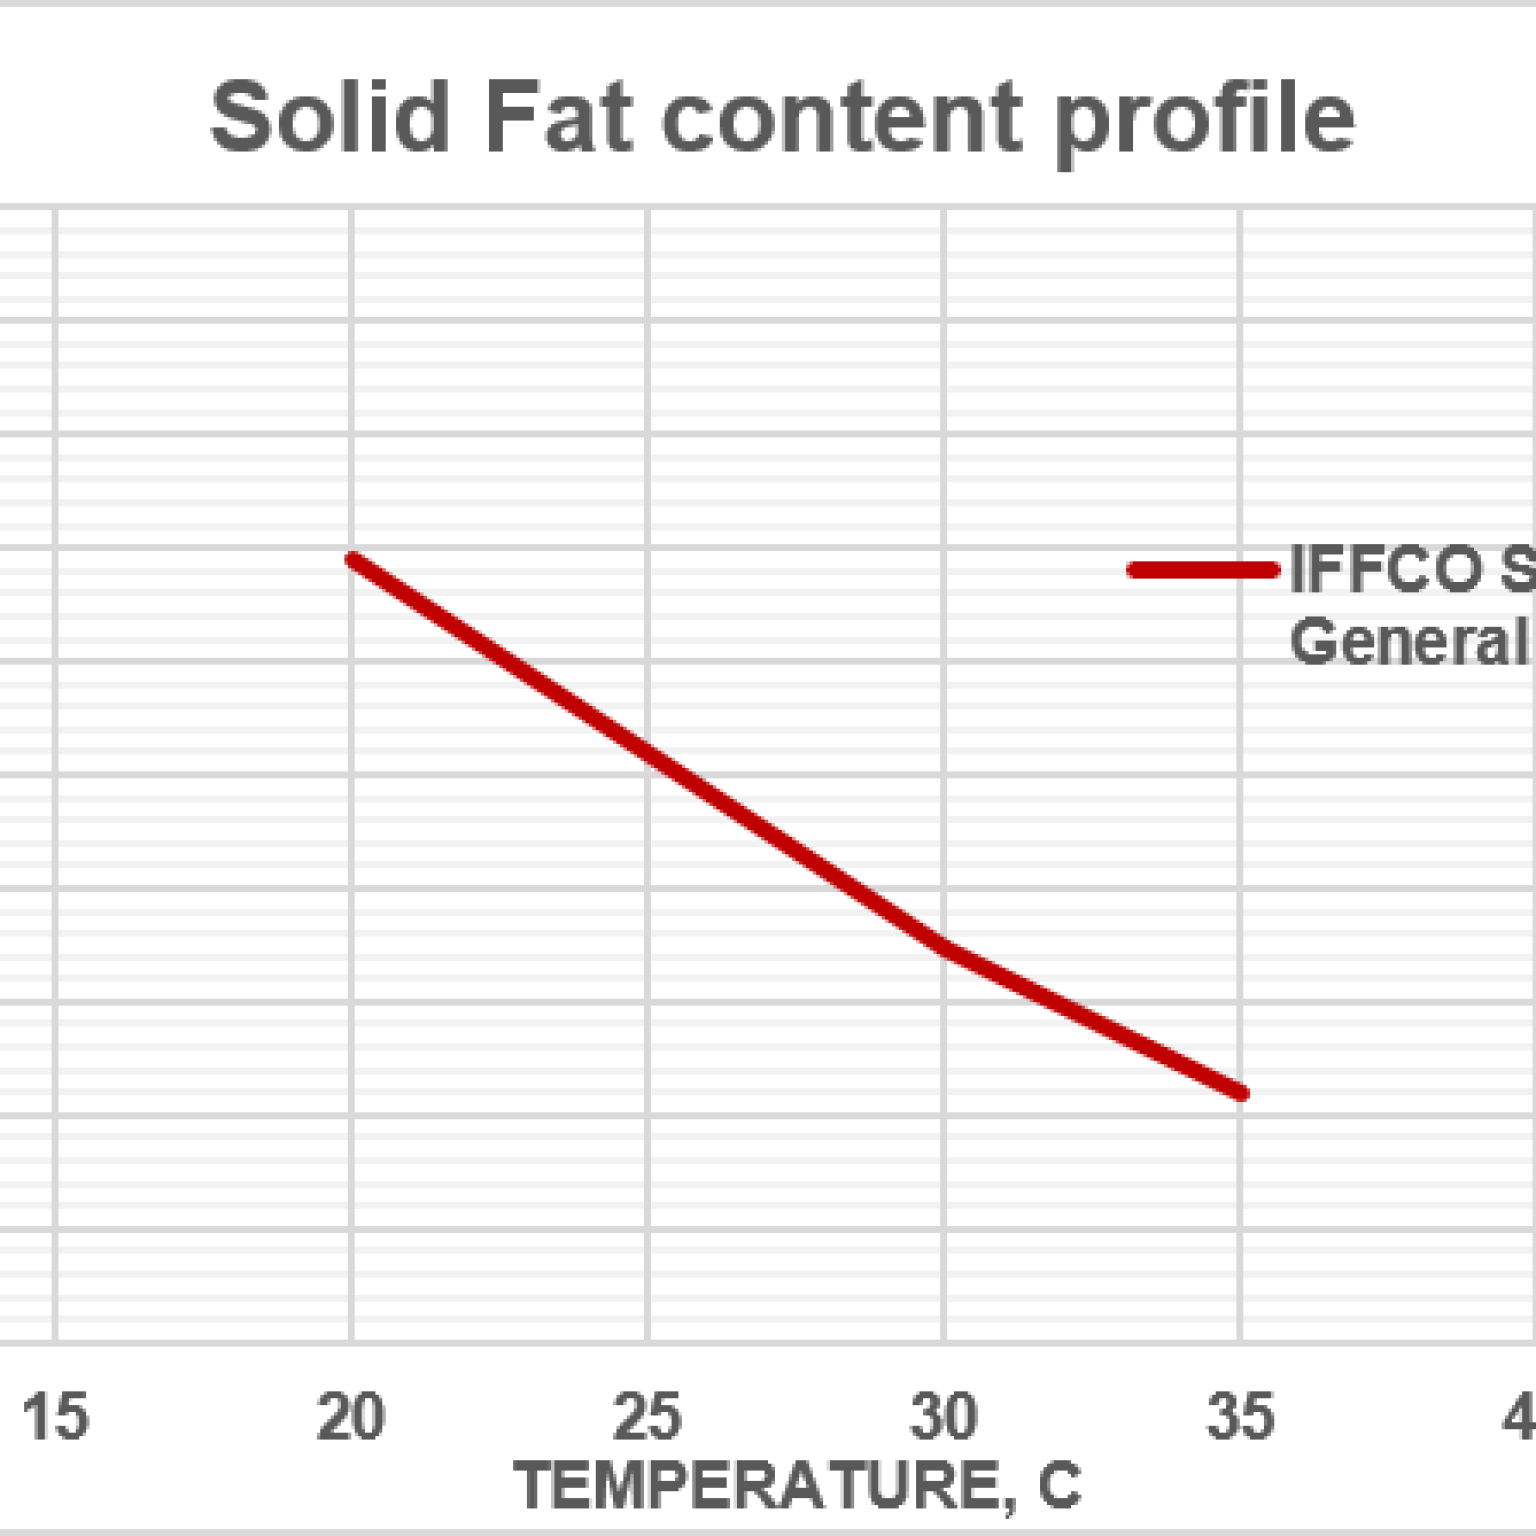 Solid Fat content profile
IFFCO S
General
15 20 25 30 35 4
TEMPERATURE, C